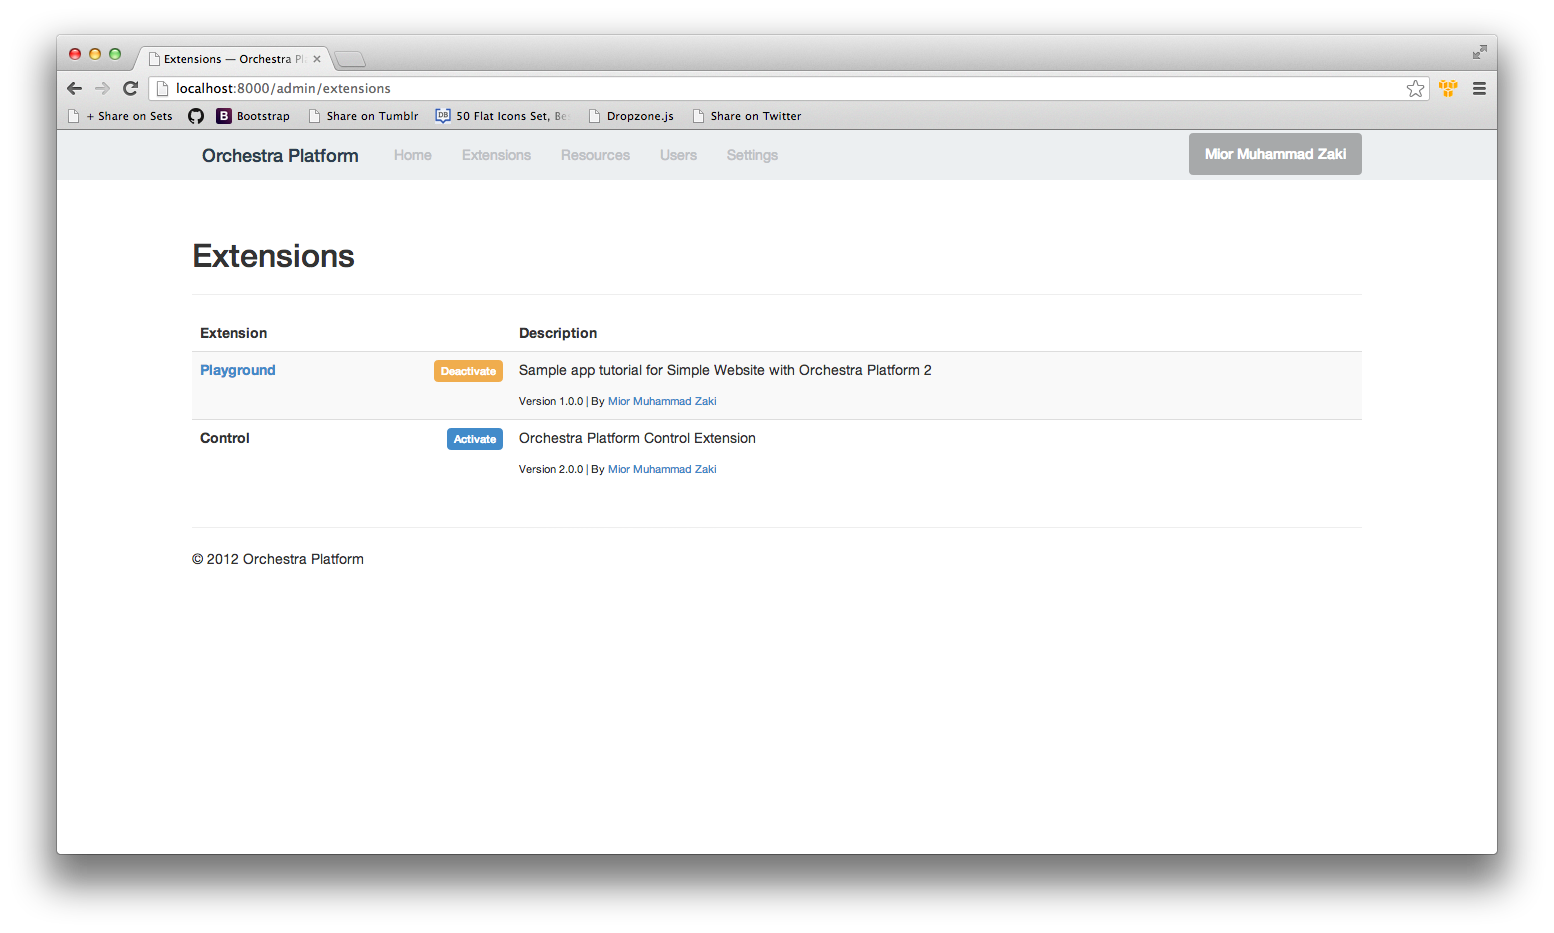 Extensions — Orchestra Pl
localhost:8000/admin/extensions
+ Share on Sets Bootstrap Share on Tumblr 50 Flat Icons Set, Be Dropzone.js Share on Twitter
Orchestra Platform Home Extensions Resources Users Settings Mior Muhammad Zaki
Extensions
Extension Description
Playground Deactivate Sample app tutorial for Simple Website with Orchestra Platform 2
Version 1.0.0 | By Mior Muhammad Zaki
Control Activate Orchestra Platform Control Extension
Version 2.0.0 | By Mior Muhammad Zaki
© 2012 Orchestra Platform